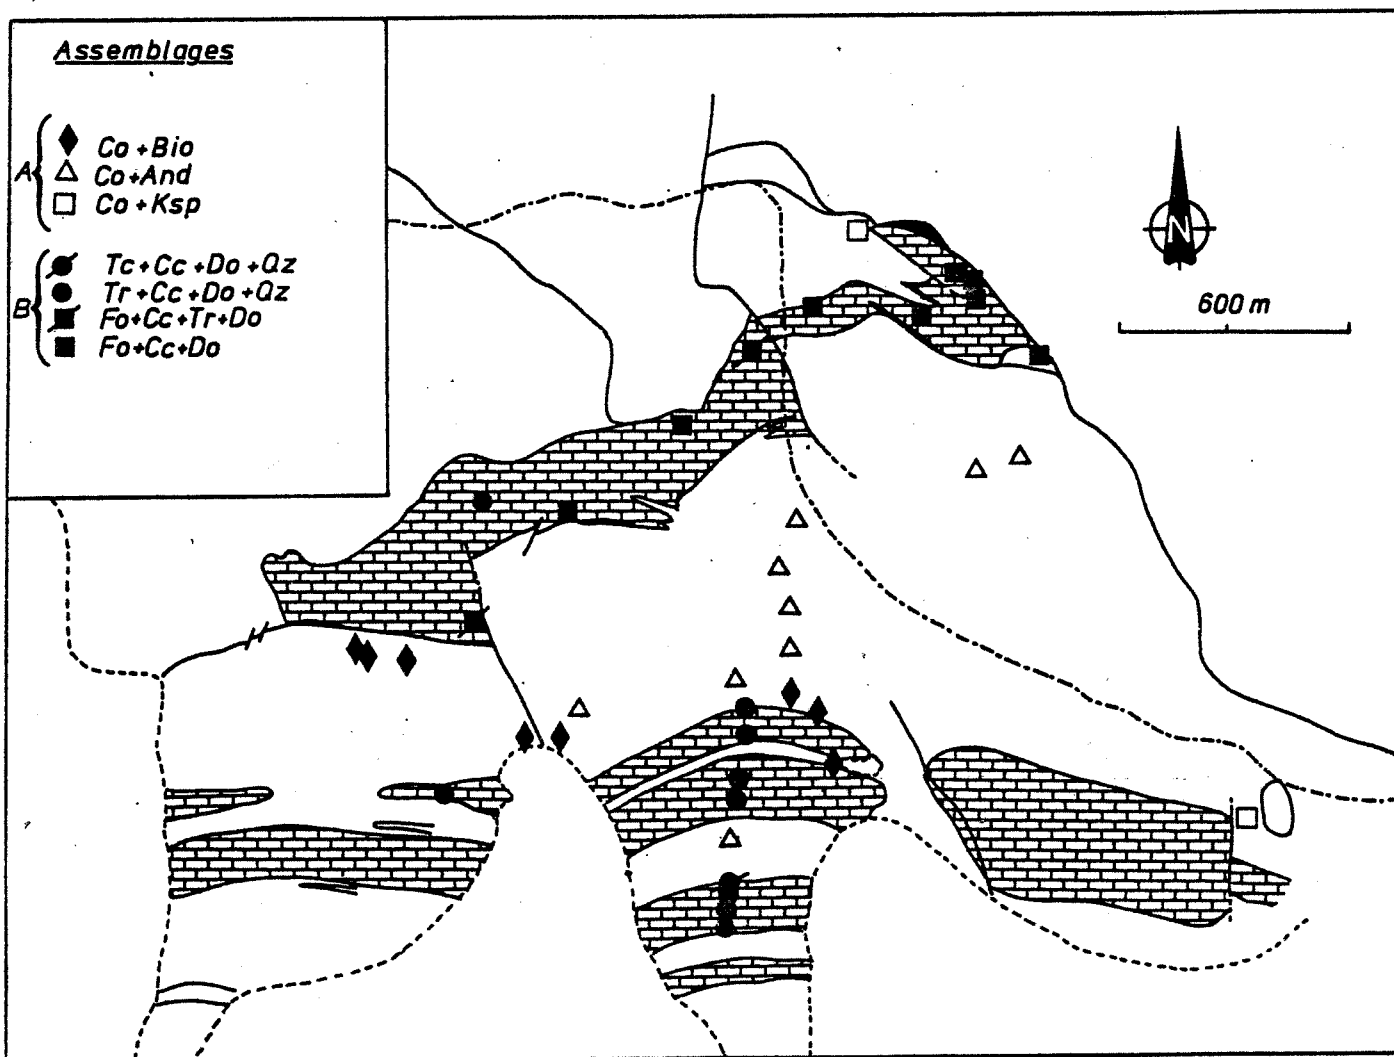 Assemblages
A
Co+Bio
Co+And
Co+Ksp
B
Tc+Cc+Do+Qz
Tr+Cc+Do+Qz
Fo+Cc+Tr+Do
Fo+Cc+Do
N
600 m